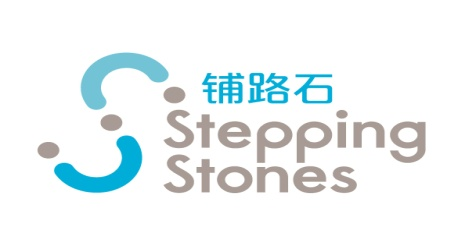 铺路石
Stepping
Stones